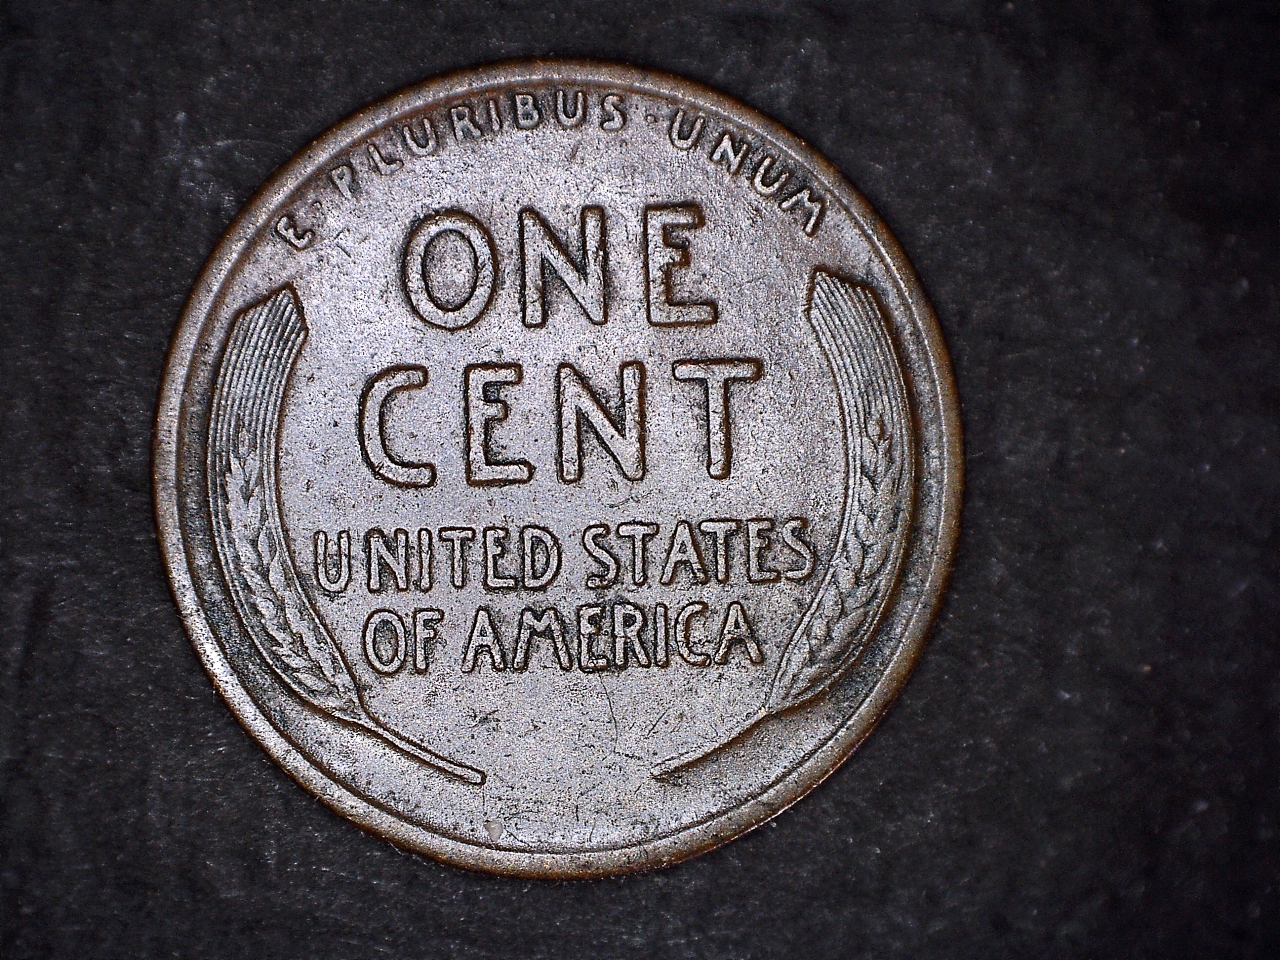 E · PLURIBUS · UNUM
ONE
CENT
UNITED STATES
OF AMERICA